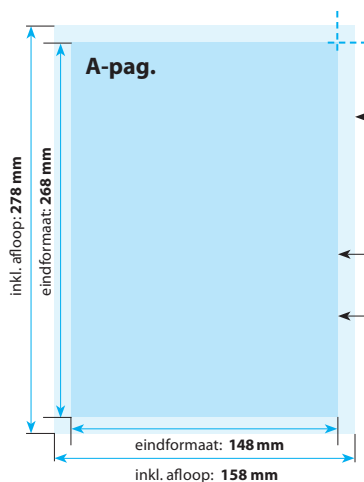 A-pag.
inkl. afloop: 278 mm
eindformaat: 268 mm
eindformaat: 148 mm
inkl. afloop: 158 mm